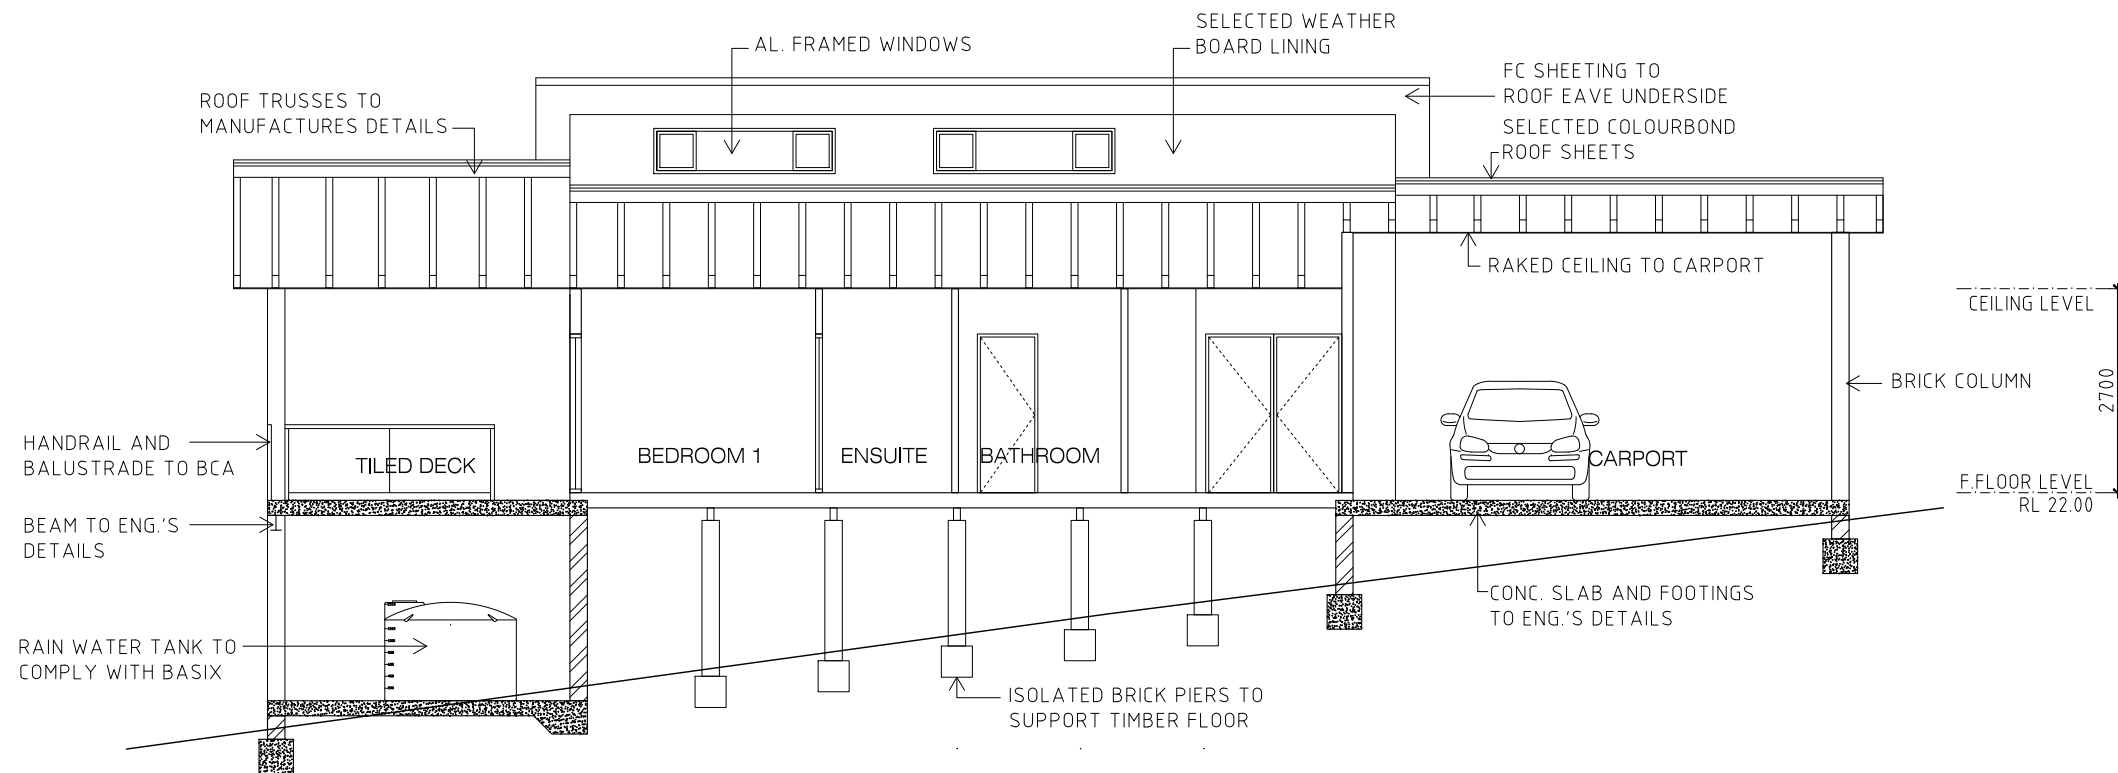 SELECTED WEATHER
BOARD LINING
AL. FRAMED WINDOWS
FC SHEETING TO
ROOF EAVE UNDERSIDE
ROOF TRUSSES TO
MANUFACTURES DETAILS
SELECTED COLOURBOND
ROOF SHEETS
RAKED CEILING TO CARPORT
CEILING LEVEL
BRICK COLUMN
2700
HANDRAIL AND
BALUSTRADE TO BCA
TILED DECK
BEDROOM 1
ENSUITE
BATHROOM
CARPORT
F.FLOOR LEVEL
RL 22.00
BEAM TO ENG.'S
DETAILS
CONC. SLAB AND FOOTINGS
TO ENG.'S DETAILS
RAIN WATER TANK TO
COMPLY WITH BASIX
ISOLATED BRICK PIERS TO
SUPPORT TIMBER FLOOR